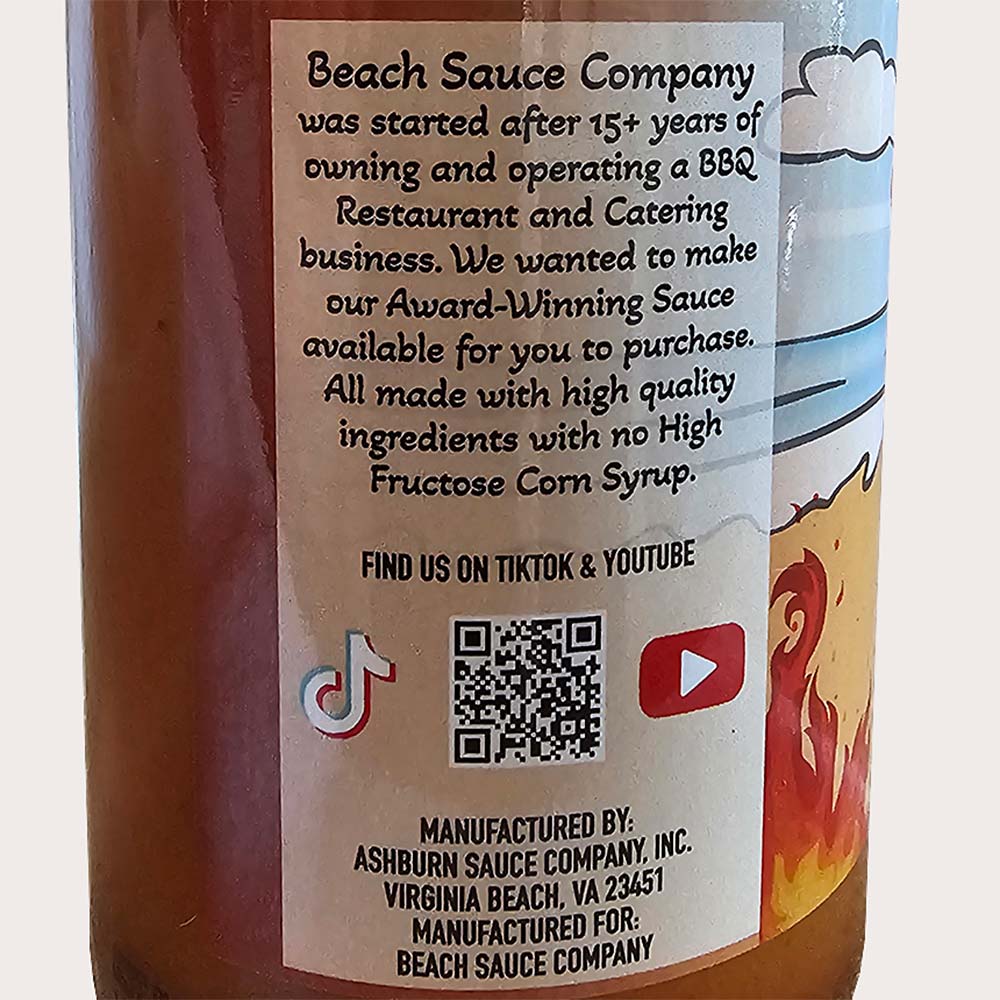 Beach Sauce Company
was started after 15+ years of
owning and operating a BBQ
Restaurant and Catering
business. We wanted to make
our Award-Winning Sauce
available for you to purchase.
All made with high quality
ingredients with no High
Fructose Corn Syrup.
FIND US ON TIKTOK & YOUTUBE
MANUFACTURED BY:
ASHBURN SAUCE COMPANY, INC.
VIRGINIA BEACH, VA 23451
MANUFACTURED FOR:
BEACH SAUCE COMPANY